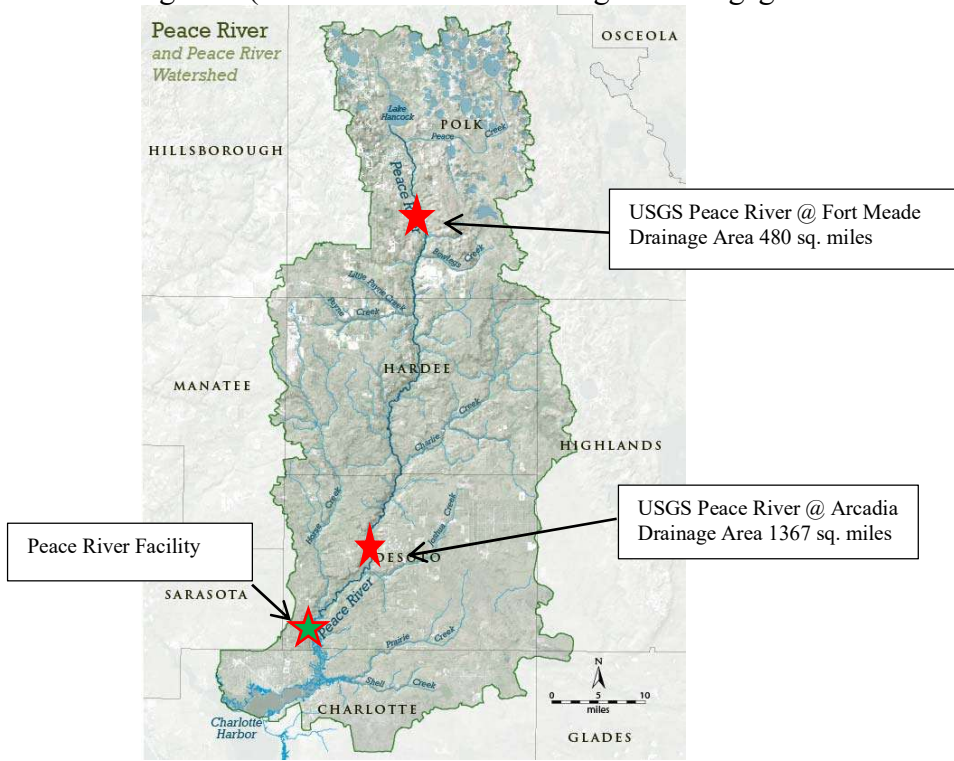 Peace River
and Peace River
Watershed
OSCEOLA
Lake
Hancock
POLK
Peace Creek
HILLSBOROUGH
Peace River
USGS Peace River @ Fort Meade
Drainage Area 480 sq. miles
Bowlegs Creek
Little Payne Creek
Payne Creek
HARDEE
MANATEE
Charlie Creek
HIGHLANDS
Horse Creek
Joshua Creek
USGS Peace River @ Arcadia
Drainage Area 1367 sq. miles
Peace River Facility
DESOTO
SARASOTA
Peace River
Prairie Creek
Shell Creek
N
0 5 10
miles
CHARLOTTE
Charlotte
Harbor
GLADES